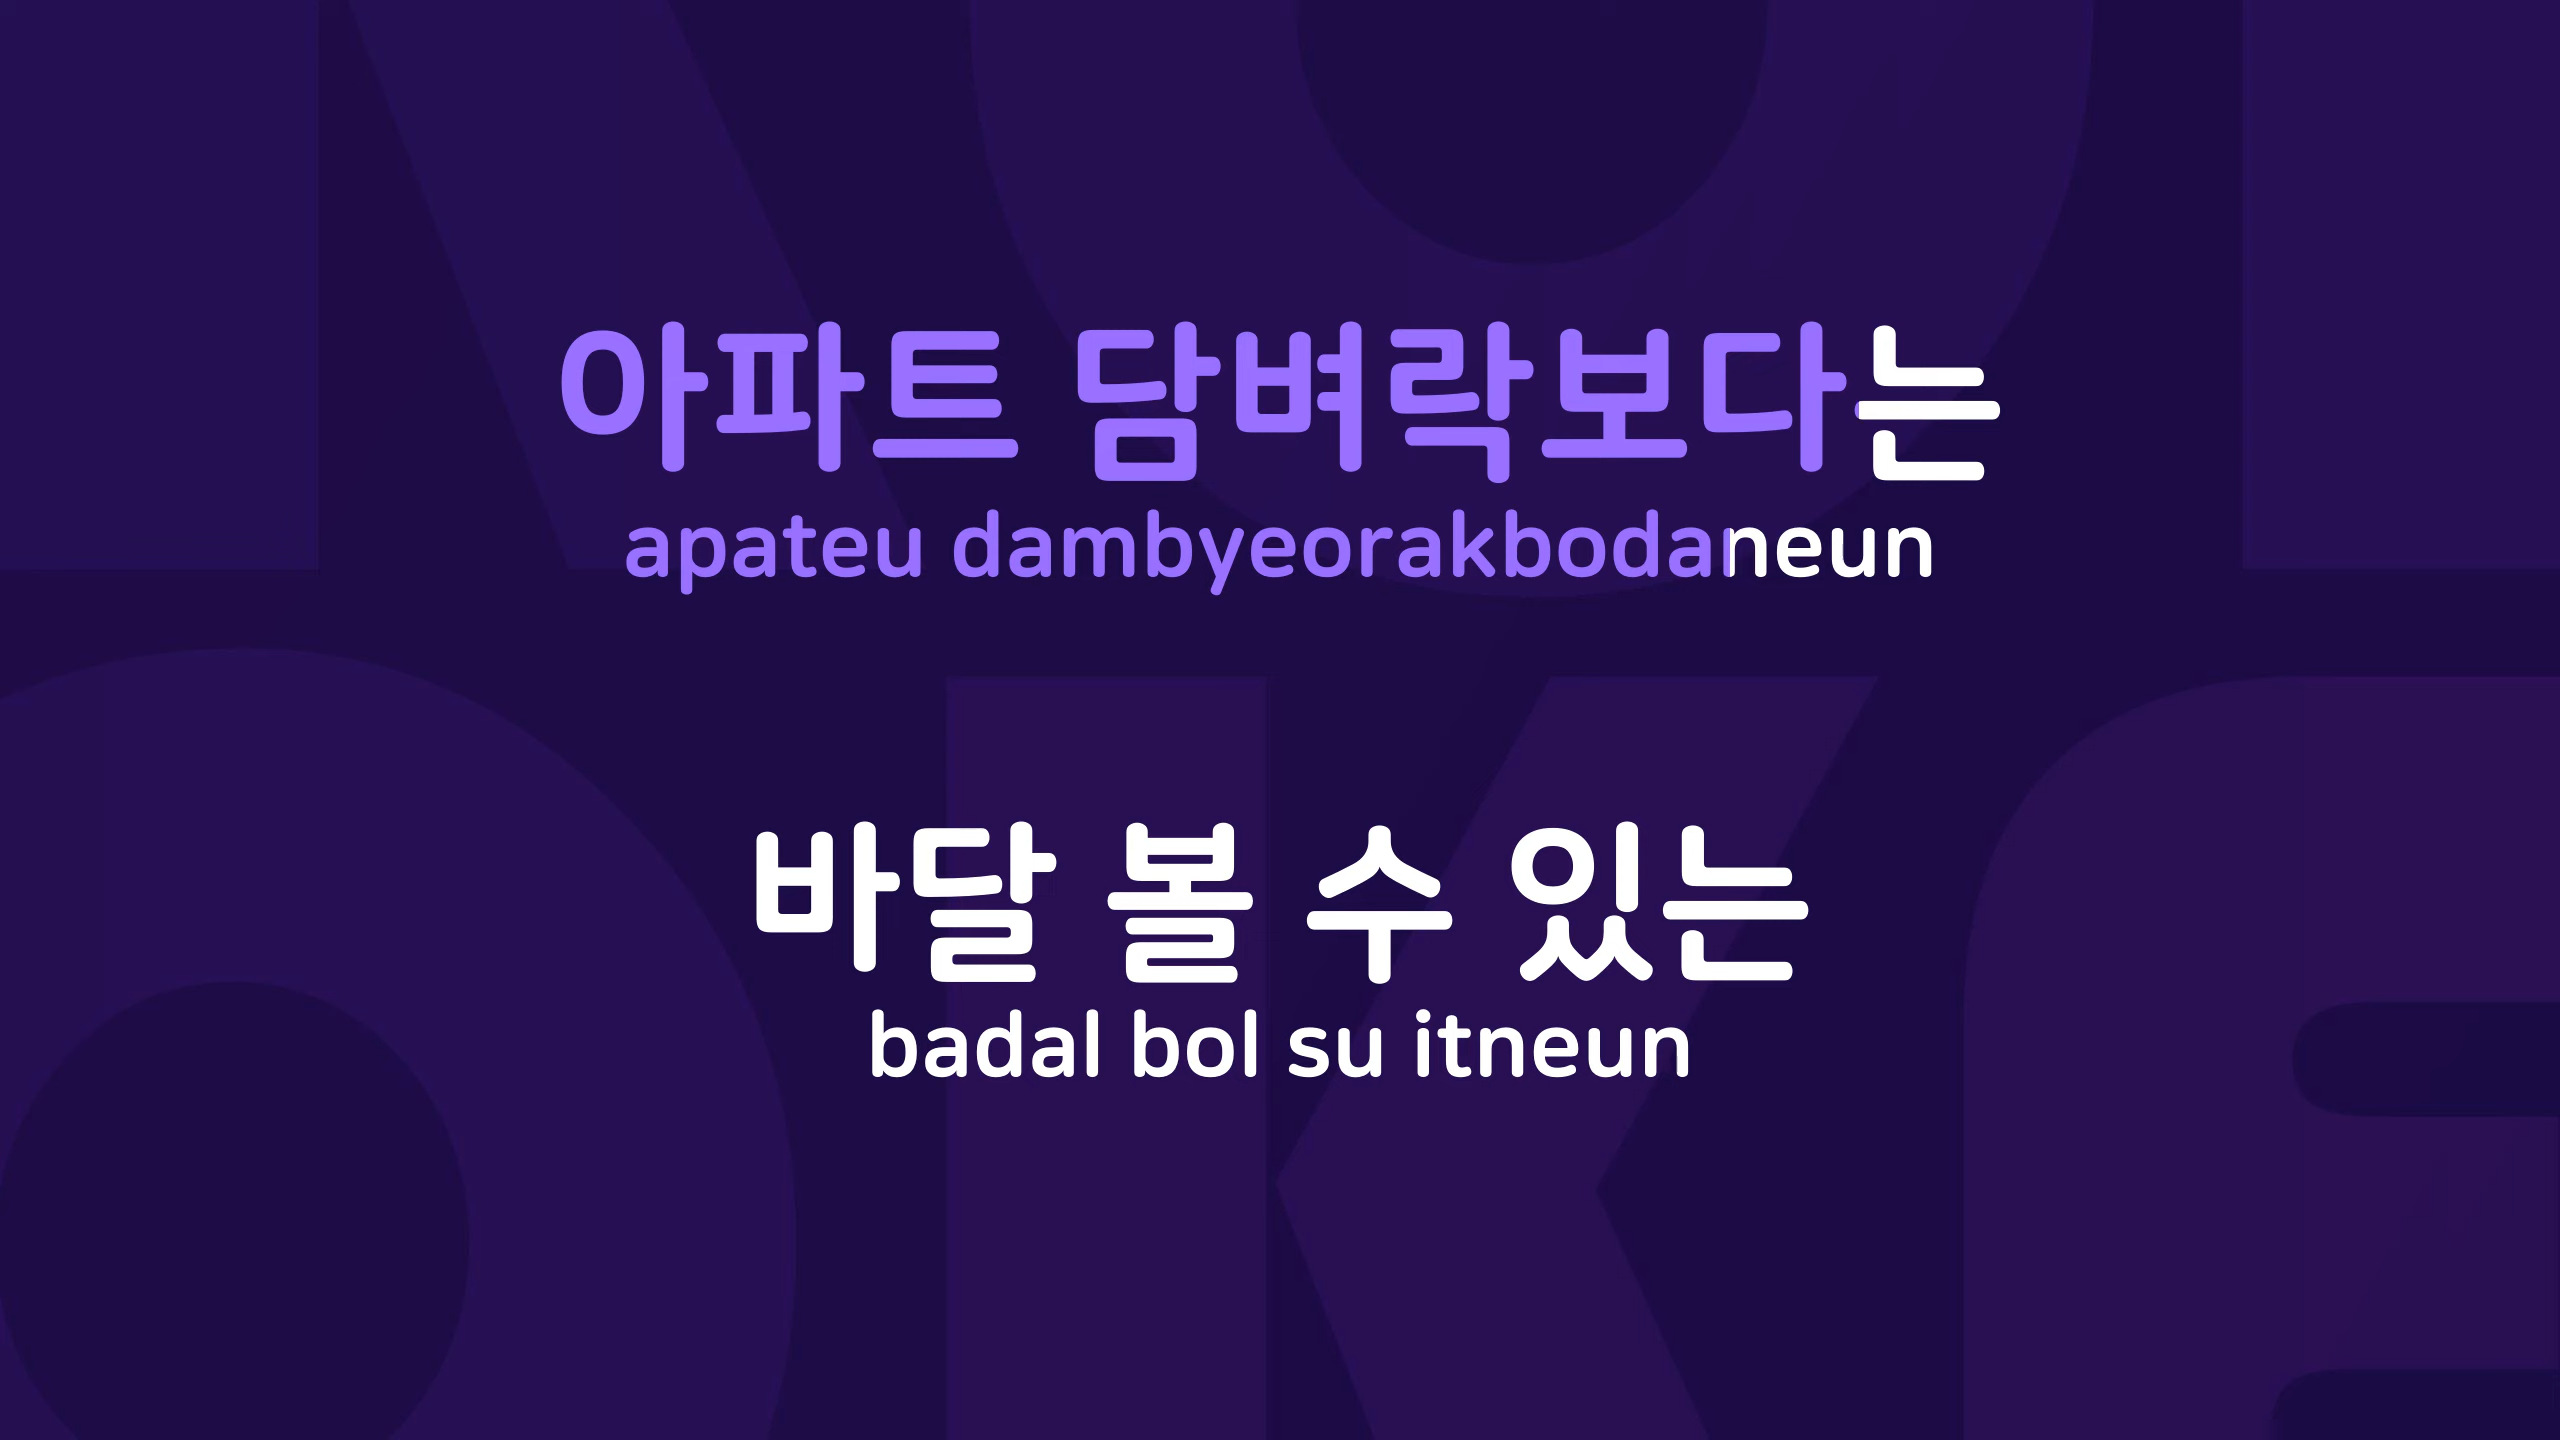 아파트 담벼락보다는
apateu dambyeorakbodaneun
바달 볼 수 있는
badal bol su itneun